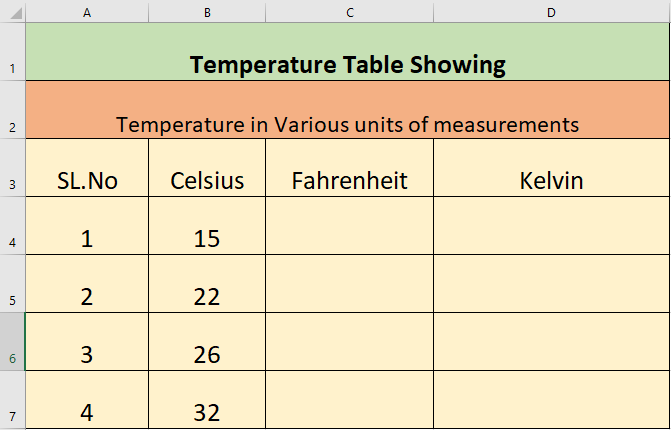 A B C D
1 Temperature Table Showing
2 Temperature in Various units of measurements
3 SL.No Celsius Fahrenheit Kelvin
4 1 15
5 2 22
6 3 26
7 4 32